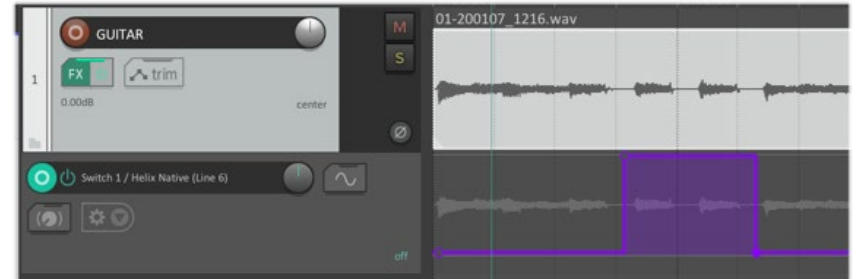 GUITAR
M
S
1
FX
trim
0.00dB
center
Ø
01-200107_1216.wav
Switch 1 / Helix Native (Line 6)
off